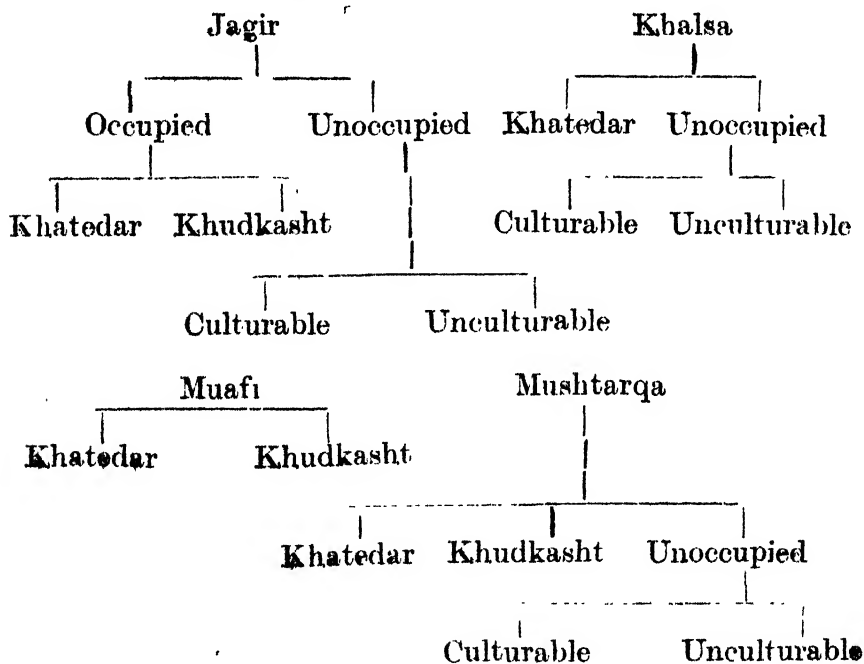 Jagir Khalsa
Occupied Unoccupied Khatedar Unoccupied
Khatedar Khudkasht Culturable Unculturable
Culturable Unculturable
Muafi Mushtarqa
Khatedar Khudkasht
Khatedar Khudkasht Unoccupied
Culturable Unculturable